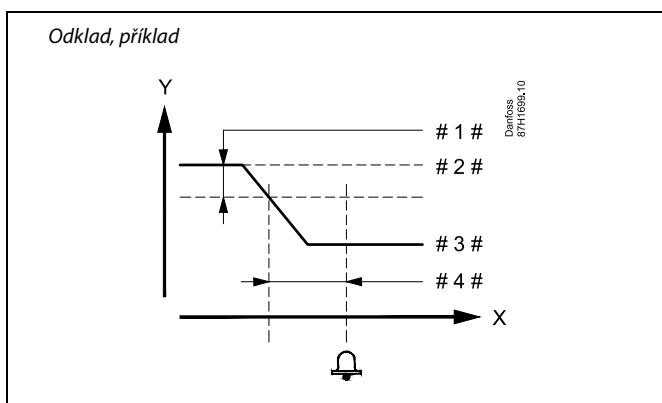 Odklad, příklad
Y
# 1 #
# 2 #
# 3 #
# 4 #
X
Danfoss
87H1699.10